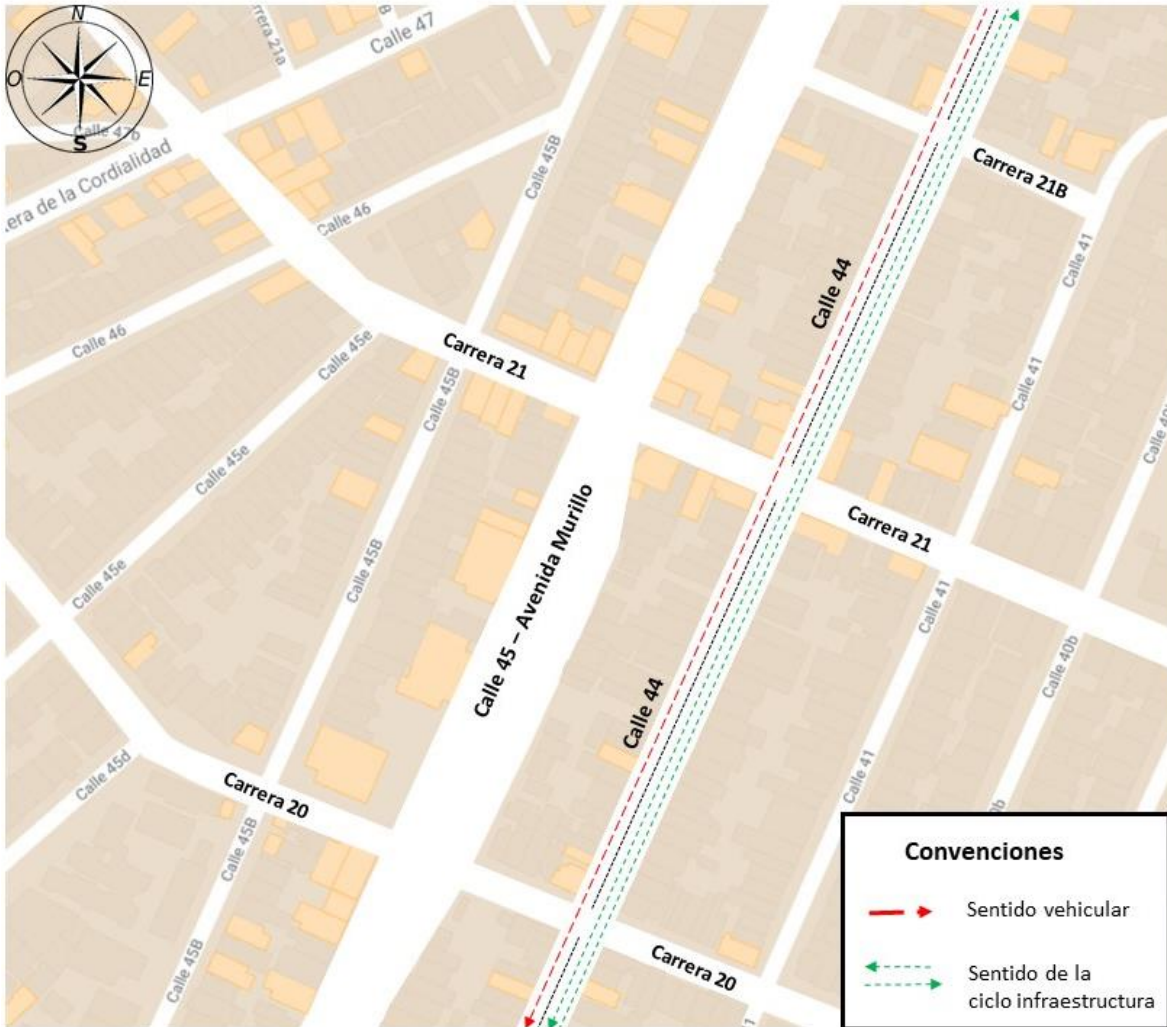 N
O
E
S
Calle 47
Calle 47b
era de la Cordialidad
Carrera 21a
B
Calle 45B
Calle 46
Calle 46
Calle 45e
Calle 45e
Calle 45e
Calle 45B
Calle 45B
Calle 45d
Calle 45B
Calle 45B
Carrera 21
Carrera 20
Calle 45 – Avenida Murillo
Calle 44
Calle 44
Carrera 21B
Calle 41
Calle 41
Carrera 21
Calle 41
Calle 40b
Calle 41
Carrera 20
Convenciones
Sentido vehicular
Sentido de la
ciclo infraestructura